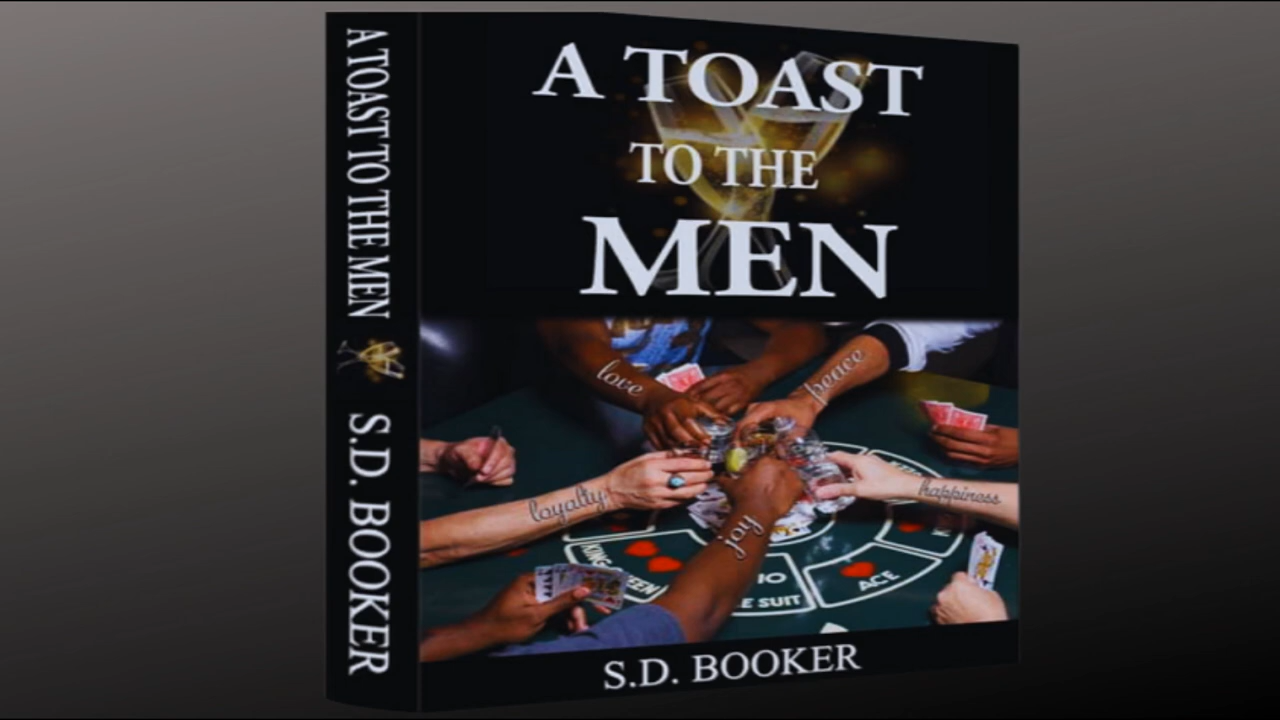 A TOAST TO THE MEN
S.D. BOOKER
A TOAST
TO THE
MEN
love
peace
loyalty
happiness
joy
ACE
S.D. BOOKER